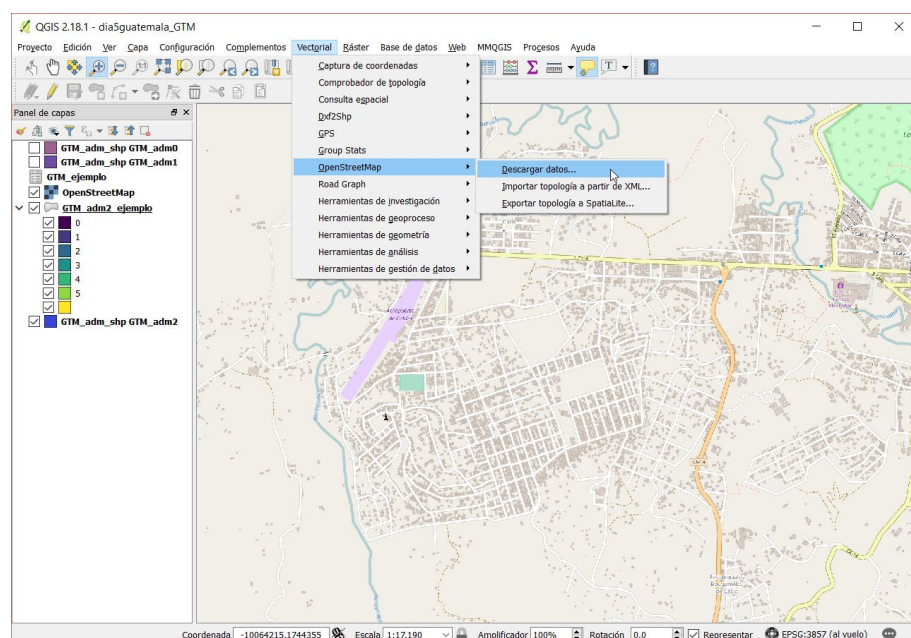 QGIS 2.18.1 - dia5guatemala_GTM
Proyecto Edición Ver Capa Configuración Complementos Vectorial Ráster Base de datos Web MMQGIS Procesos Ayuda
Panel de capas
GTM_adm_shp GTM_adm0
GTM_adm_shp GTM_adm1
GTM_ejemplo
OpenStreetMap
GTM_adm2_ejemplo
0
1
2
3
4
5
GTM_adm_shp GTM_adm2
Captura de coordenadas
Comprobador de topología
Consulta espacial
Dxf2Shp
GPS
Group Stats
OpenStreetMap
Road Graph
Herramientas de investigación
Herramientas de geoproceso
Herramientas de geometría
Herramientas de análisis
Herramientas de gestión de datos
Descargar datos...
Importar topología a partir de XML...
Exportar topología a SpatiaLite...
Coordenada -10064215.1744355 Escala 1:17.190 Amplificador 100% Rotación 0.0 Representar EPSG:3857 (al vuelo)